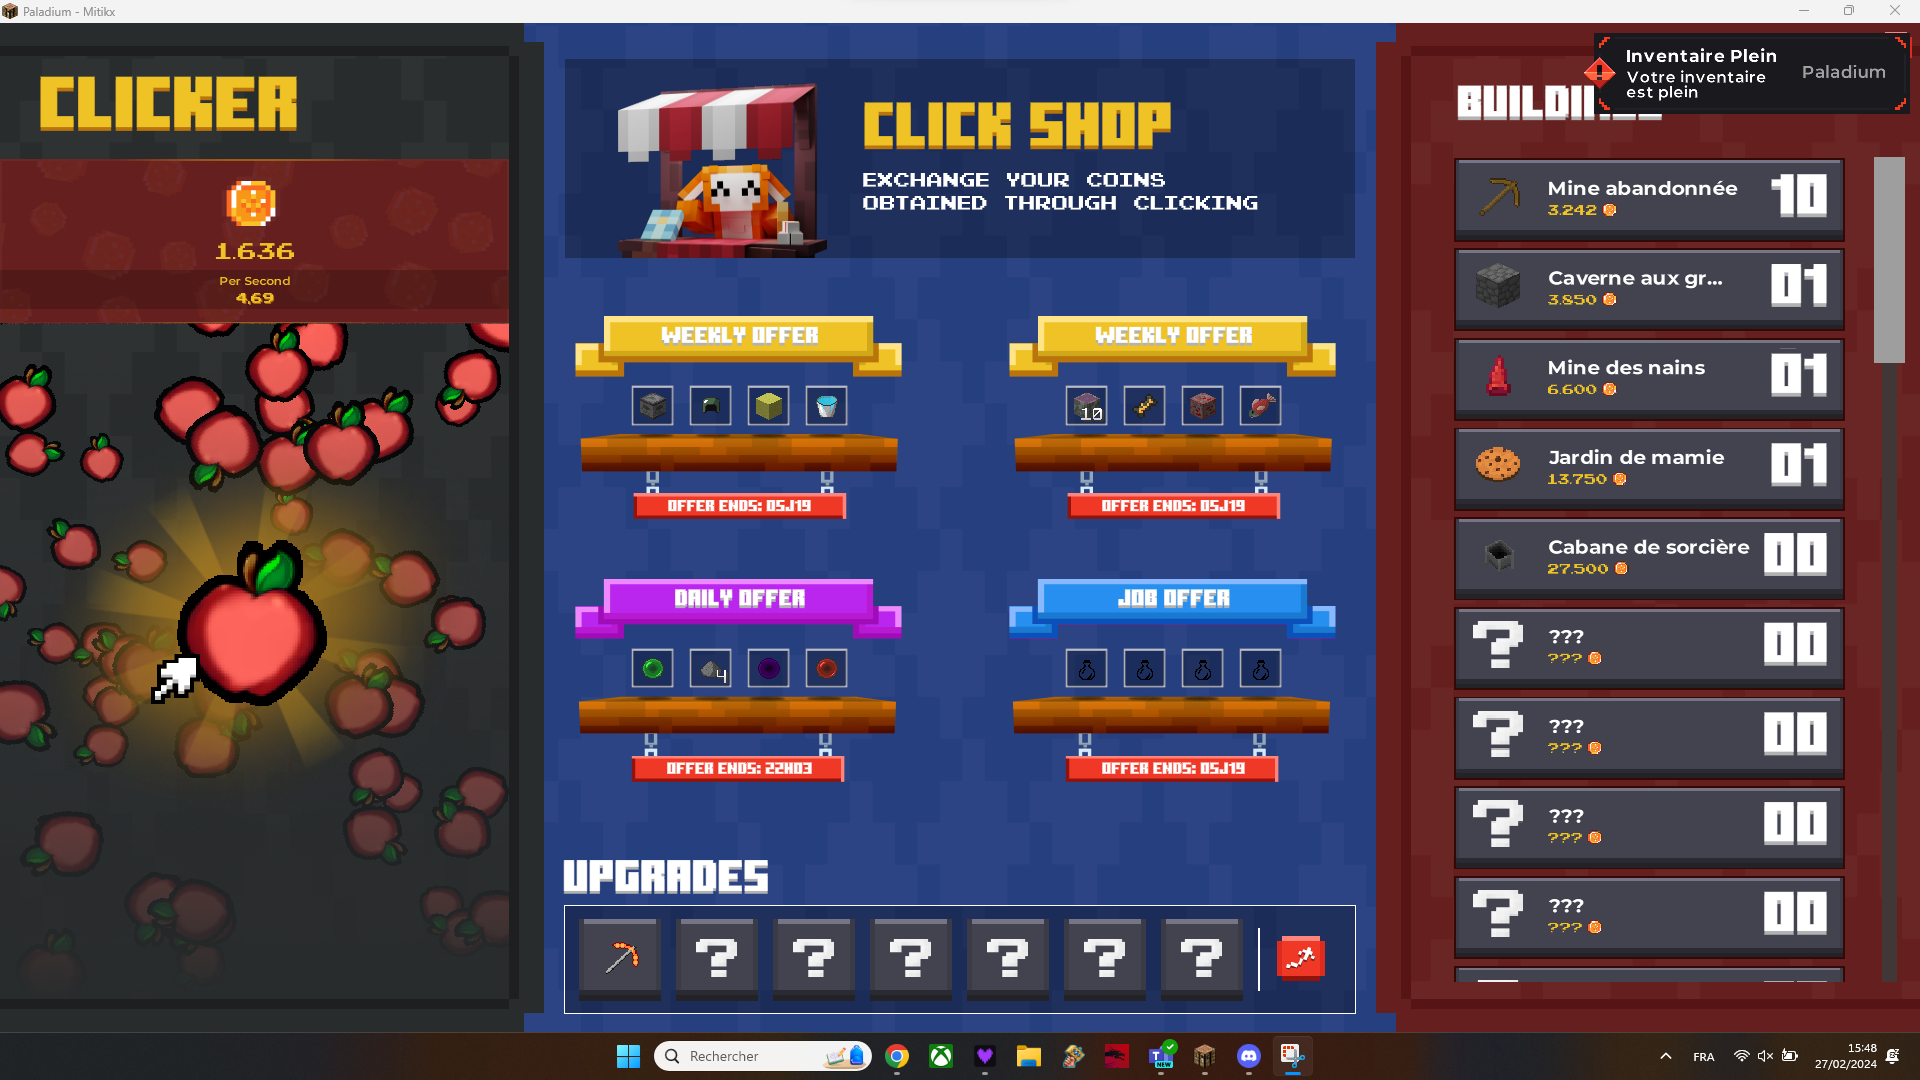 Paladium - Mitikx
CLICKER
1.636
Per Second
4,69
CLICK SHOP
EXCHANGE YOUR COINS
OBTAINED THROUGH CLICKING
WEEKLY OFFER
OFFER ENDS: 05J19
WEEKLY OFFER
10
OFFER ENDS: 05J19
DAILY OFFER
4
OFFER ENDS: 22H03
JOB OFFER
OFFER ENDS: 05J19
UPGRADES
?
?
?
?
?
?
Inventaire Plein
Votre inventaire
est plein
Paladium
Mine abandonnée
3.242
10
Caverne aux gr...
3.850
01
Mine des nains
6.600
01
Jardin de mamie
13.750
01
Cabane de sorcière
27.500
00
?
???
???
00
?
???
???
00
?
???
???
00
?
???
???
00
Rechercher
NEW
FRA
15:48
27/02/2024